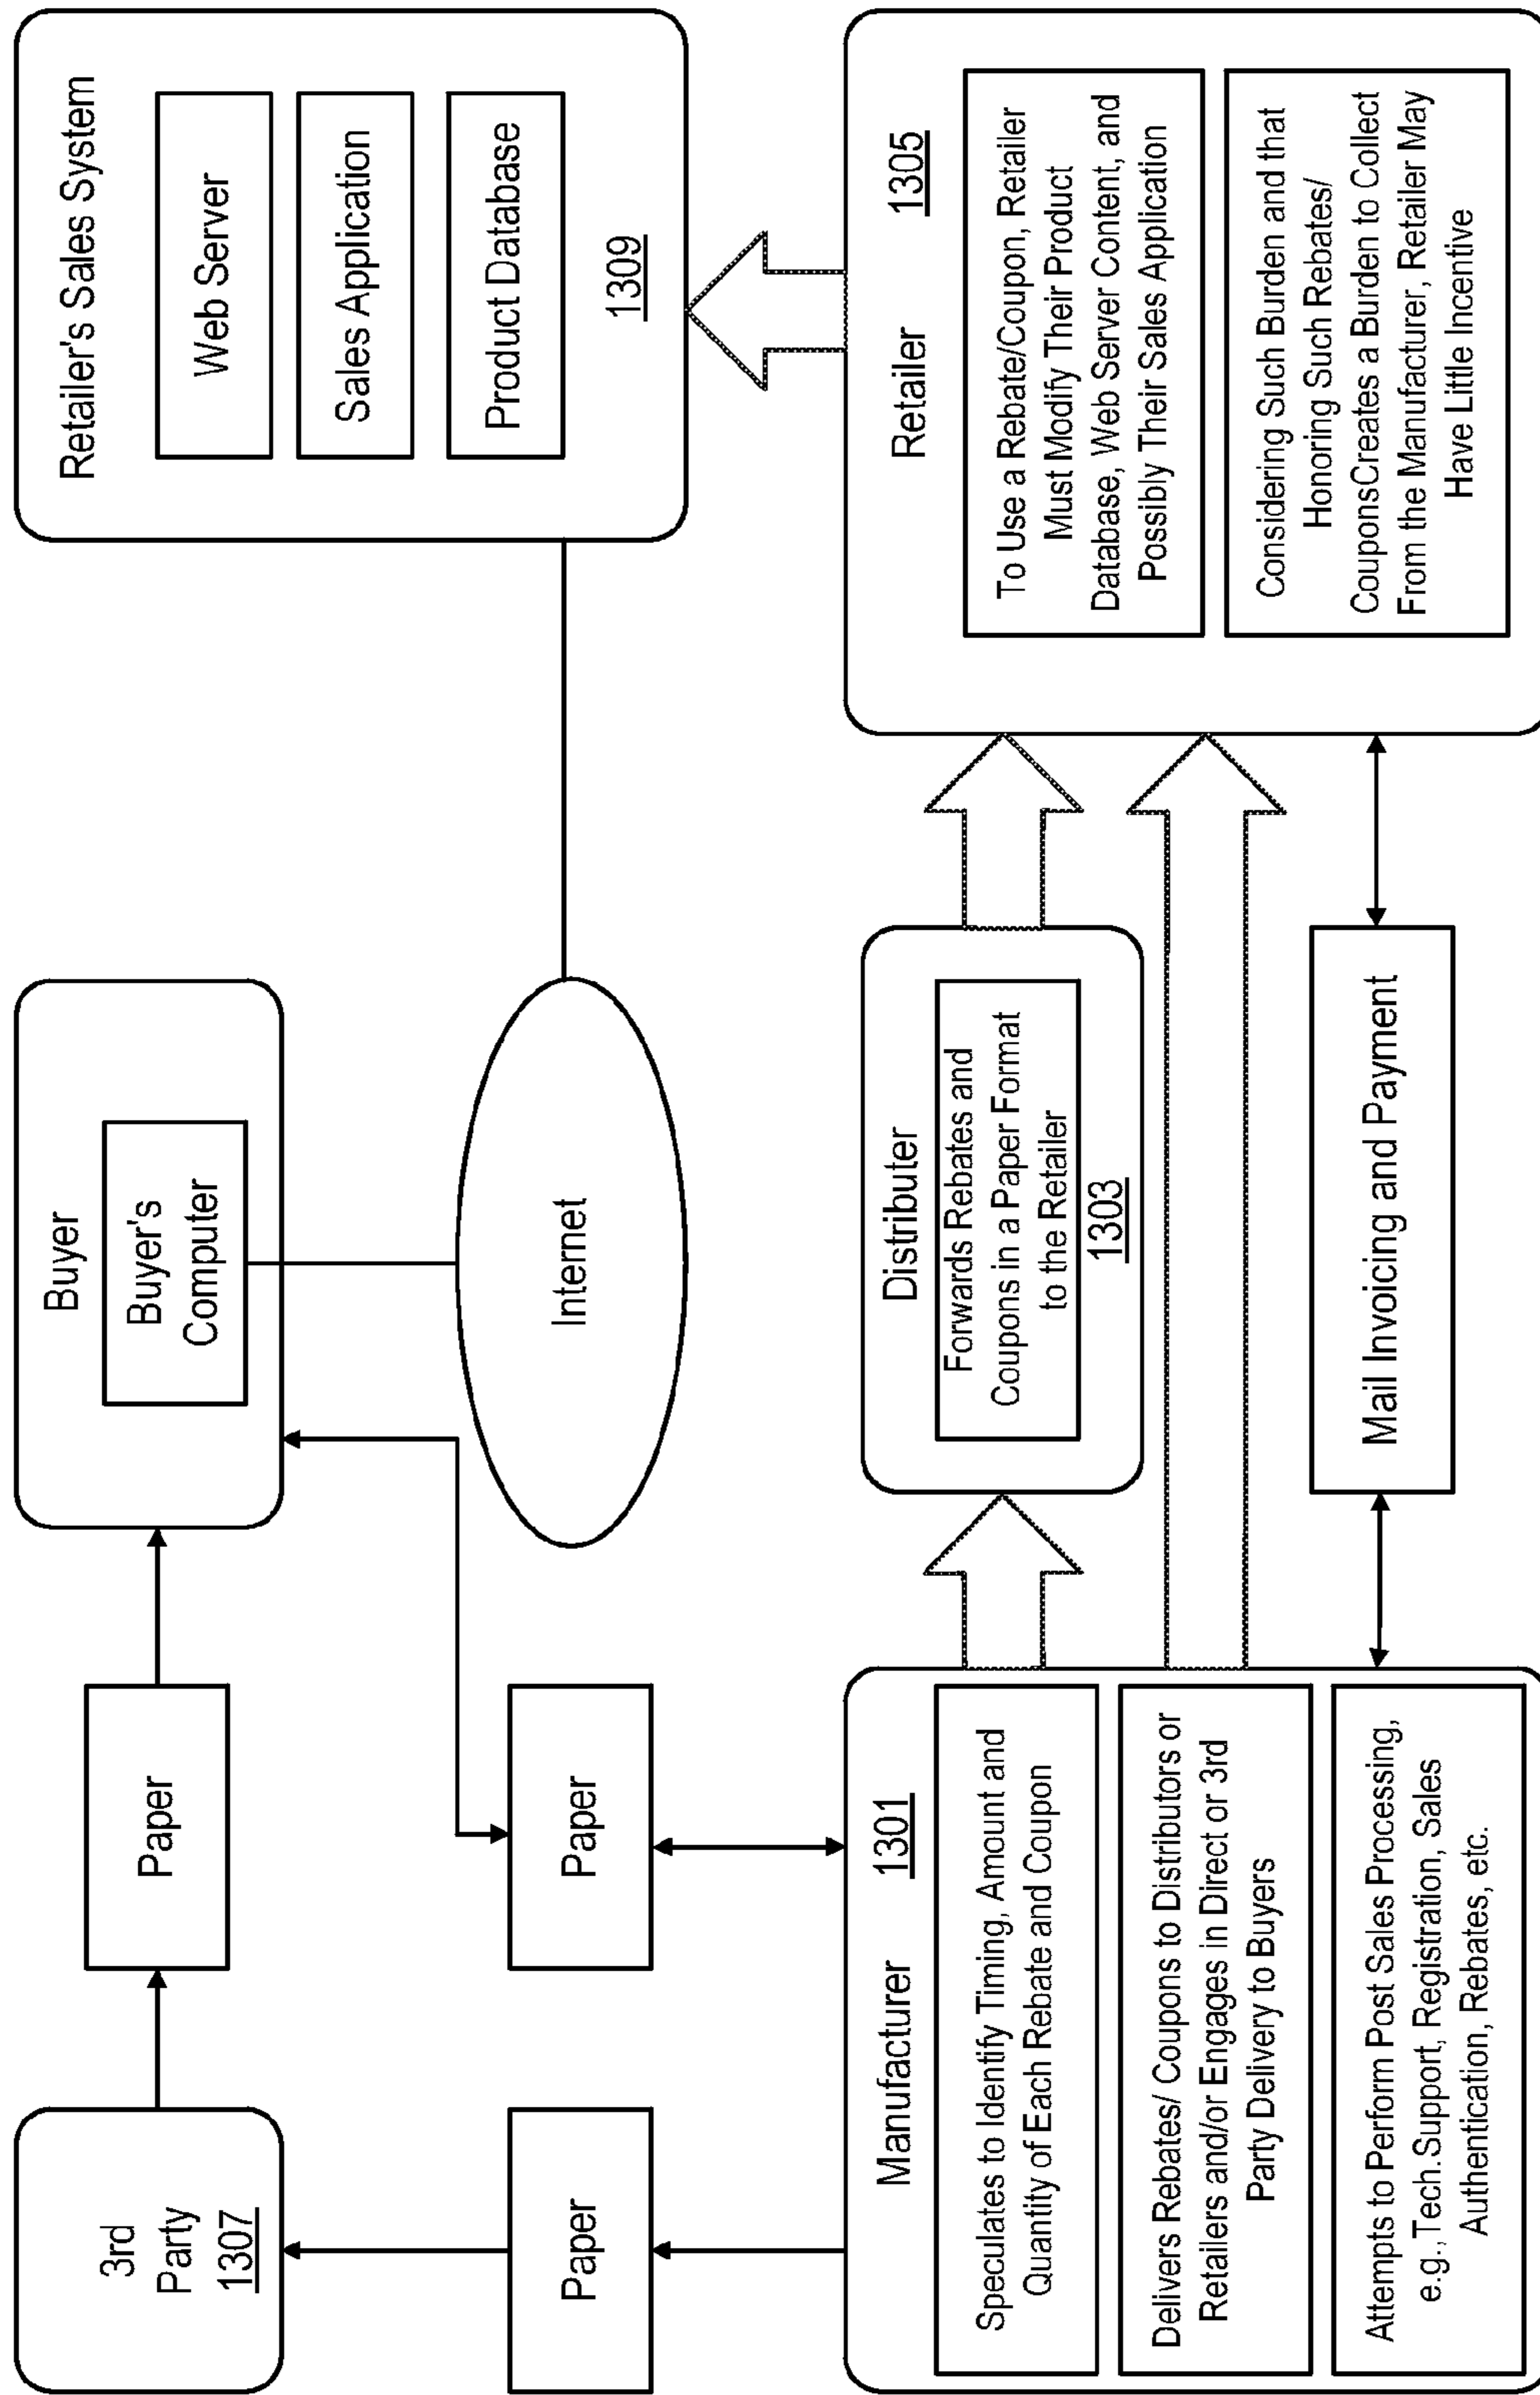 3rd
Party
1307
Paper
Buyer
Buyer's
Computer
Retailer's Sales System
Web Server
Sales Application
Product Database
1309
Paper
Paper
Internet
Manufacturer
1301
Speculates to Identify Timing, Amount and
Quantity of Each Rebate and Coupon
Delivers Rebates/ Coupons to Distributors or
Retailers and/or Engages in Direct or 3rd
Party Delivery to Buyers
Attempts to Perform Post Sales Processing,
e.g.,Tech.Support, Registration, Sales
Authentication, Rebates, etc.
Distributer
Forwards Rebates and
Coupons in a Paper Format
to the Retailer
1303
Mail Invoicing and Payment
Retailer
1305
To Use a Rebate/Coupon, Retailer
Must Modify Their Product
Database, Web Server Content, and
Possibly Their Sales Application
Considering Such Burden and that
Honoring Such Rebates/
CouponsCreates a Burden to Collect
From the Manufacturer, Retailer May
Have Little Incentive